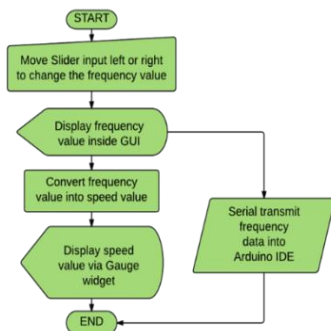 START
Move Slider input left or right
to change the frequency value
Display frequency
value inside GUI
Convert frequency
value into speed value
Serial transmit
frequency
data into
Arduino IDE
Display speed
value via Gauge
widget
END